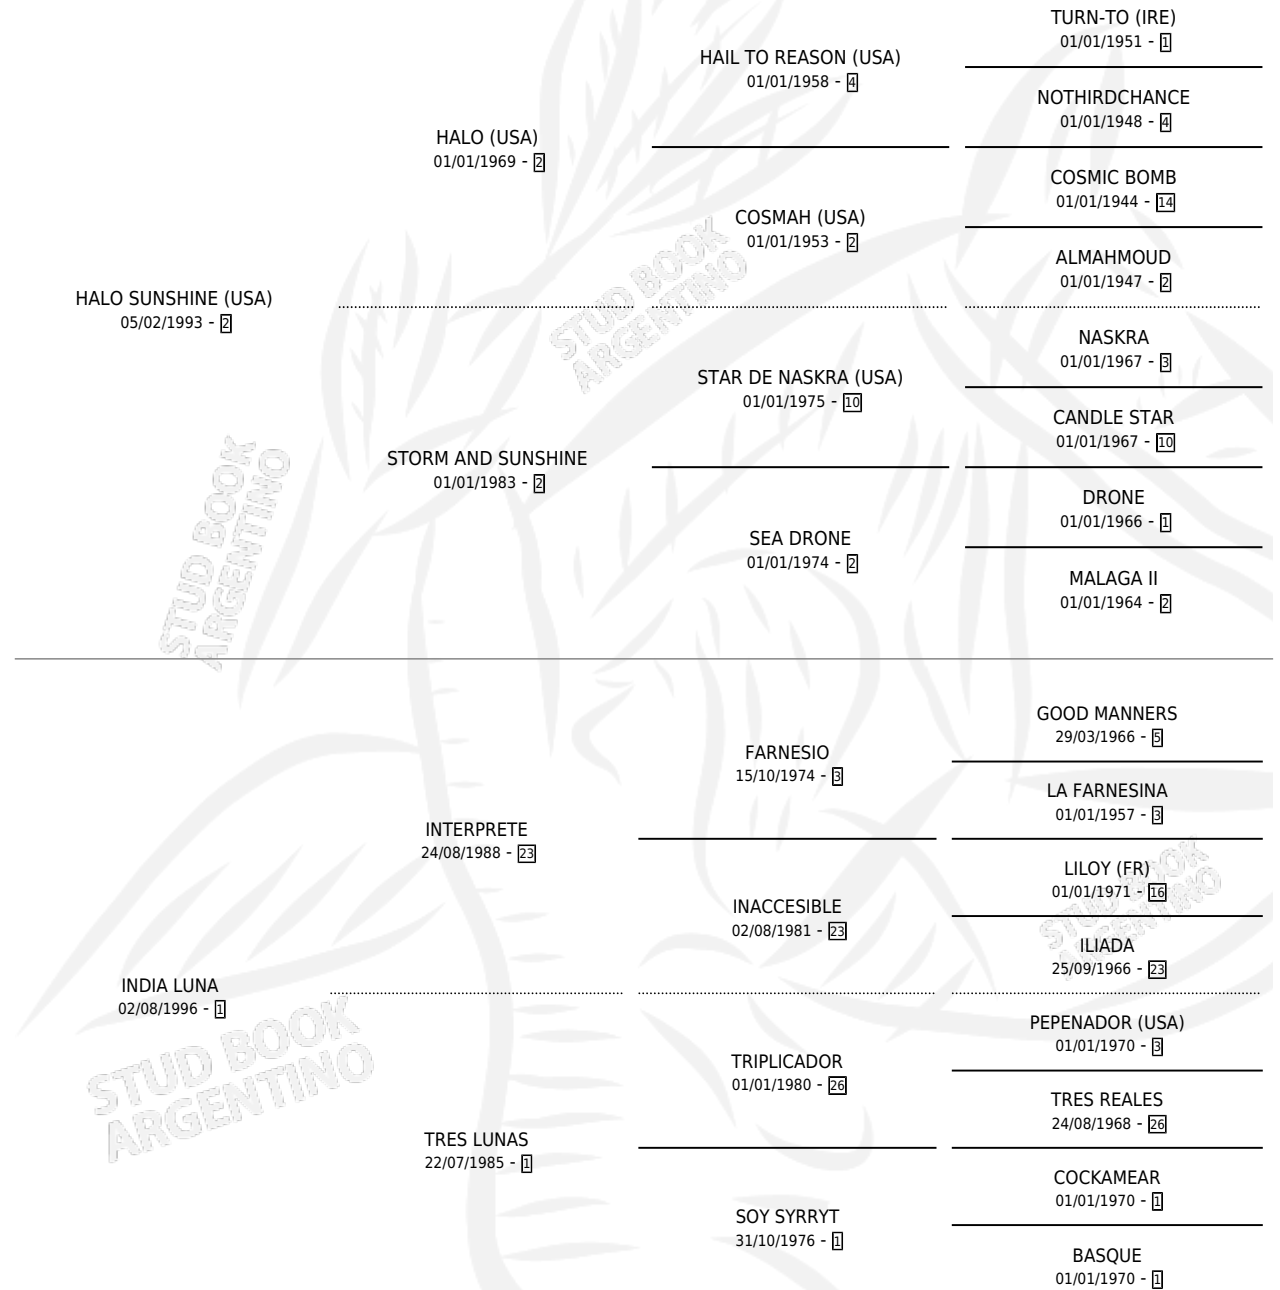 TURN-TO (IRE)
01/01/1951 - 1
HAIL TO REASON (USA)
01/01/1958 - 4
NOTHIRDCHANCE
01/01/1948 - 4
HALO (USA)
01/01/1969 - 2
COSMIC BOMB
01/01/1944 - 14
COSMAH (USA)
01/01/1953 - 2
ALMAHMOUD
01/01/1947 - 2
HALO SUNSHINE (USA)
05/02/1993 - 2
NASKRA
01/01/1967 - 3
STAR DE NASKRA (USA)
01/01/1975 - 10
CANDLE STAR
01/01/1967 - 10
STORM AND SUNSHINE
01/01/1983 - 2
DRONE
01/01/1966 - 1
SEA DRONE
01/01/1974 - 2
MALAGA II
01/01/1964 - 2
GOOD MANNERS
29/03/1966 - 5
FARNESIO
15/10/1974 - 3
LA FARNESINA
01/01/1957 - 3
INTERPRETE
24/08/1988 - 23
LILOY (FR)
01/01/1971 - 16
INACCESIBLE
02/08/1981 - 23
ILIADA
25/09/1966 - 23
INDIA LUNA
02/08/1996 - 1
PEPENADOR (USA)
01/01/1970 - 3
TRIPLICADOR
01/01/1980 - 26
TRES REALES
24/08/1968 - 26
TRES LUNAS
22/07/1985 - 1
COCKAMEAR
01/01/1970 - 1
SOY SYRRYT
31/10/1976 - 1
BASQUE
01/01/1970 - 1
STUD BOOK
ARGENTINO
STUD BOOK
ARGENTINO
STUD BOOK
ARGENTINO
STUD BOOK
ARGENTINO